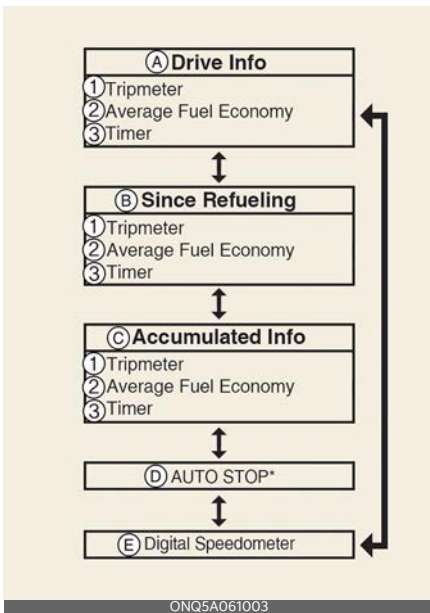 Ⓐ Drive Info
①Tripmeter
②Average Fuel Economy
③Timer
Ⓑ Since Refueling
①Tripmeter
②Average Fuel Economy
③Timer
Ⓒ Accumulated Info
①Tripmeter
②Average Fuel Economy
③Timer
Ⓓ AUTO STOP*
Ⓔ Digital Speedometer
ONQ5A061003